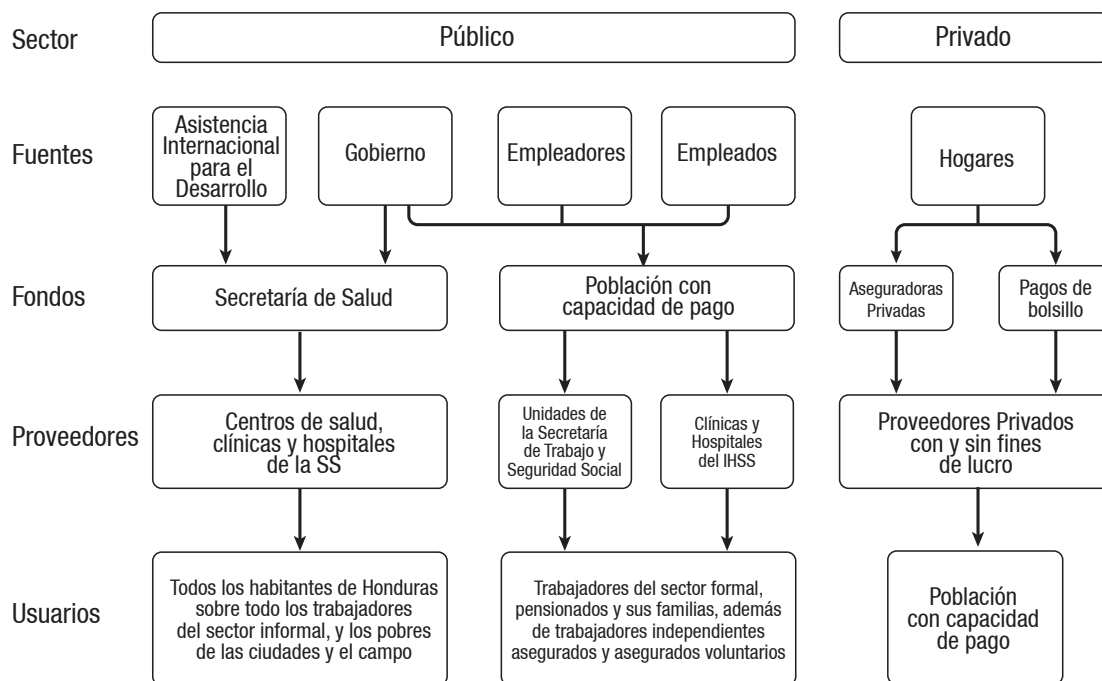 Sector
Público
Privado
Fuentes
Asistencia
Internacional
para el
Desarrollo
Gobierno
Empleadores
Empleados
Hogares
Fondos
Secretaría de Salud
Población con
capacidad de pago
Aseguradoras
Privadas
Pagos de
bolsillo
Proveedores
Centros de salud,
clínicas y hospitales
de la SS
Unidades de
la Secretaría
de Trabajo y
Seguridad Social
Clínicas y
Hospitales
del IHSS
Proveedores Privados
con y sin fines
de lucro
Usuarios
Todos los habitantes de Honduras
sobre todo los trabajadores
del sector informal, y los pobres
de las ciudades y el campo
Trabajadores del sector formal,
pensionados y sus familias, además
de trabajadores independientes
asegurados y asegurados voluntarios
Población
con capacidad
de pago